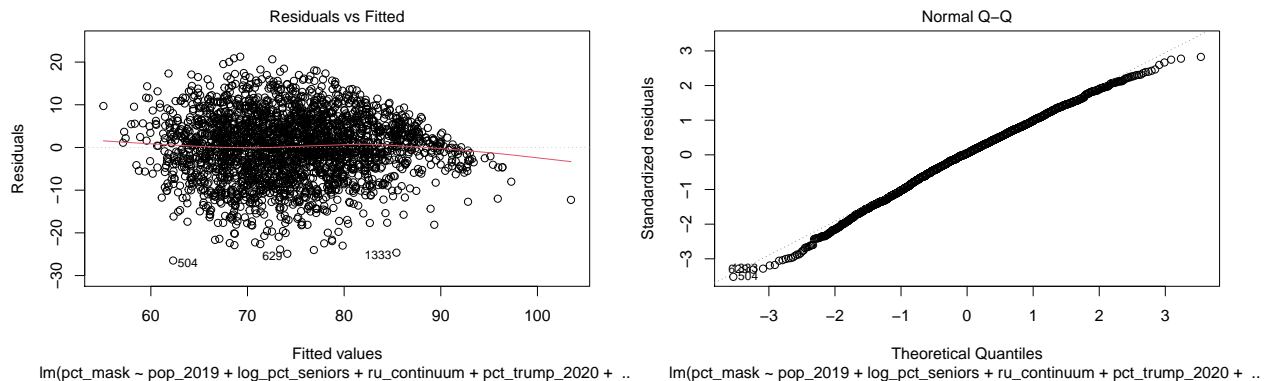 Residuals vs Fitted
Residuals
20
10
0
−10
−20
−30
504
629
1333
60 70 80 90 100
Fitted values
lm(pct_mask ~ pop_2019 + log_pct_seniors + ru_continuum + pct_trump_2020 + ..
Normal Q−Q
Standardized residuals
3
2
1
0
−1
−2
−3
504
−3 −2 −1 0 1 2 3
Theoretical Quantiles
lm(pct_mask ~ pop_2019 + log_pct_seniors + ru_continuum + pct_trump_2020 + ..